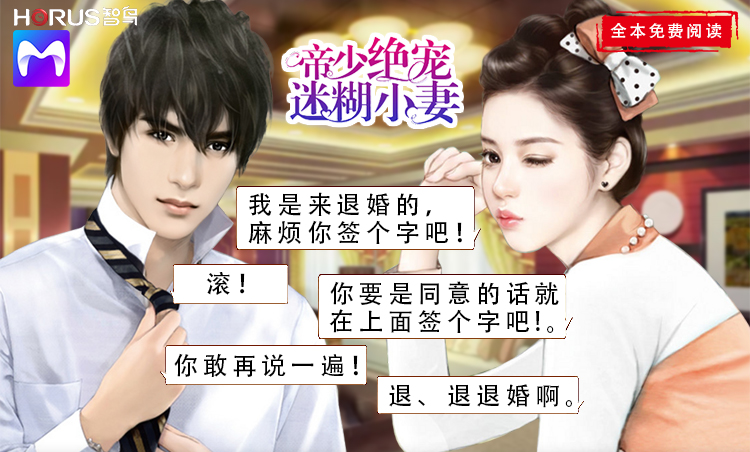 HORUS智鸟
全本免费阅读
帝少绝宠
迷糊小妻
我是来退婚的，
麻烦你签个字吧！
滚！
你要是同意的话就
在上面签个字吧!。
你敢再说一遍！
退、退退婚啊。